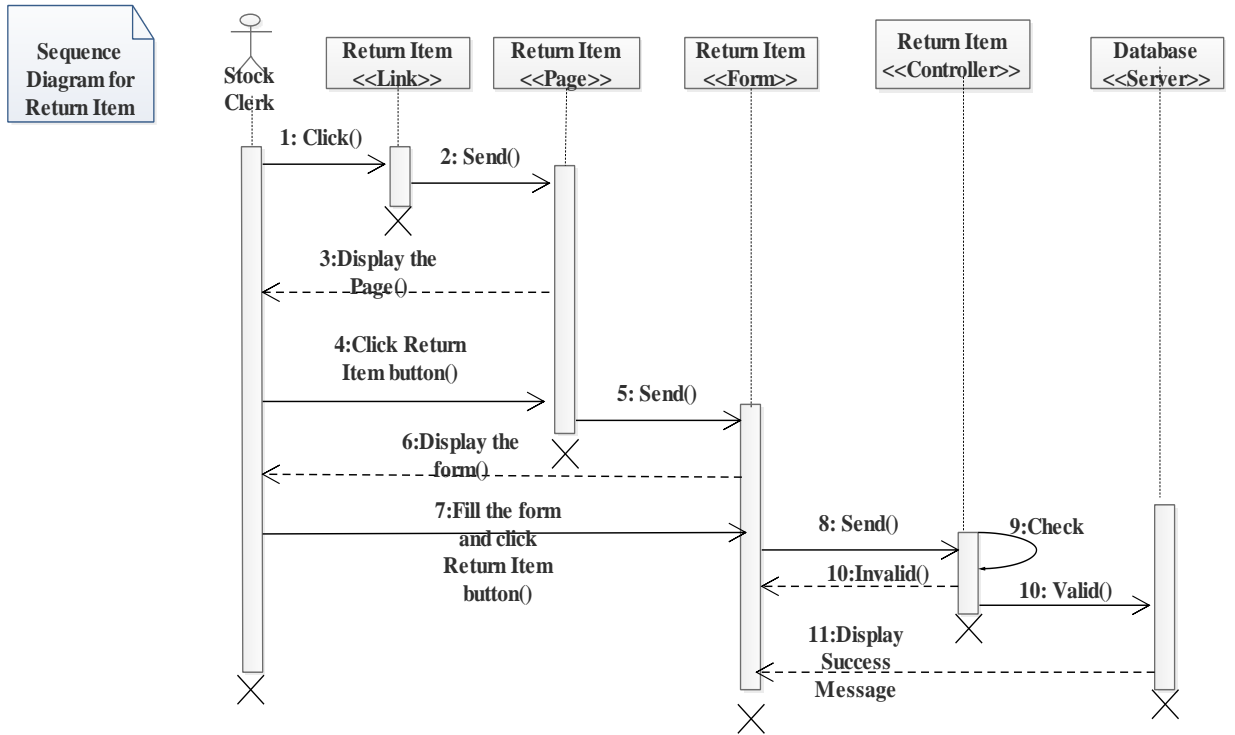 Sequence
Diagram for
Return Item
Stock
Clerk
Return Item
<<Link>>
Return Item
<<Page>>
Return Item
<<Form>>
Return Item
<<Controller>>
Database
<<Server>>
1: Click()
2: Send()
3:Display the
Page()
4:Click Return
Item button()
5: Send()
6:Display the
form()
7:Fill the form
and click
Return Item
button()
8: Send()
9:Check
10:Invalid()
10: Valid()
11:Display
Success
Message